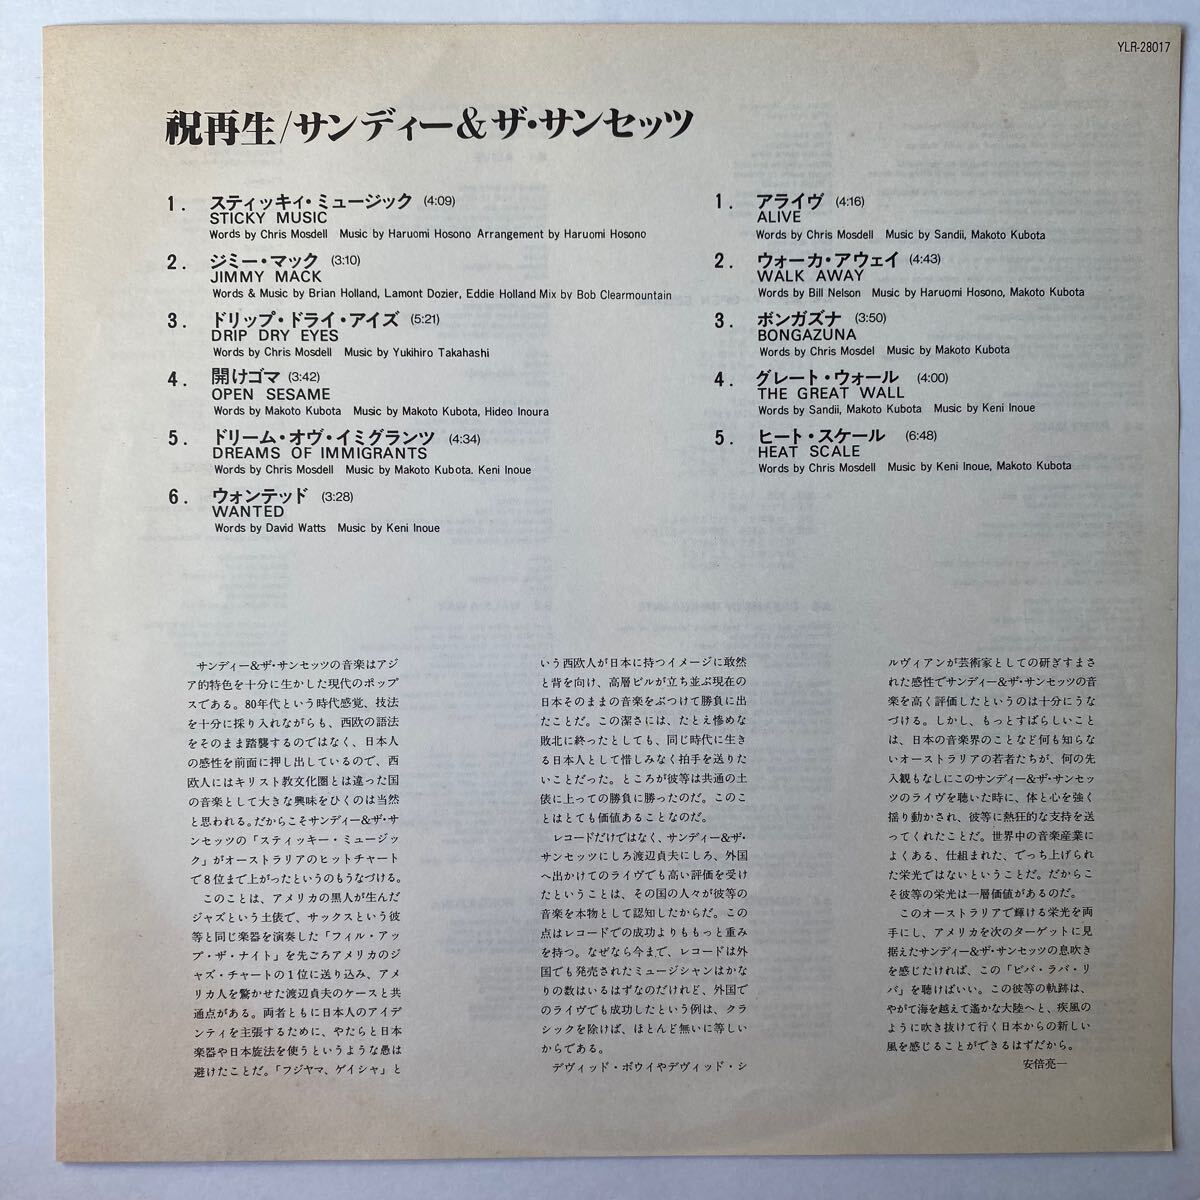 YLR-28017
祝再生/サンディー&ザ・サンセッツ
1. スティッキィ・ミュージック (4:09)
STICKY MUSIC
Words by Chris Mosdell Music by Haruomi Hosono Arrangement by Haruomi Hosono
2. ジミー・マック (3:10)
JIMMY MACK
Words & Music by Brian Holland, Lamont Dozier, Eddie Holland Mix by Bob Clearmountain
3. ドリップ・ドライ・アイズ (5:21)
DRIP DRY EYES
Words by Chris Mosdell Music by Yukihiro Takahashi
4. 開けゴマ (3:42)
OPEN SESAME
Words by Makoto Kubota Music by Makoto Kubota, Hideo Inoura
5. ドリーム・オヴ・イミグランツ (4:34)
DREAMS OF IMMIGRANTS
Words by Chris Mosdell Music by Makoto Kubota. Keni Inoue
6. ウォンテッド (3:28)
WANTED
Words by David Watts Music by Keni Inoue
1. アライヴ (4:16)
ALIVE
Words by Chris Mosdell Music by Sandii, Makoto Kubota
2. ウォーカ・アウェイ (4:43)
WALK AWAY
Words by Bill Nelson Music by Haruomi Hosono, Makoto Kubota
3. ボンガズナ (3:50)
BONGAZUNA
Words by Chris Mosdel Music by Makoto Kubota
4. グレート・ウォール (4:00)
THE GREAT WALL
Words by Sandii, Makoto Kubota Music by Keni Inoue
5. ヒート・スケール (6:48)
HEAT SCALE
Words by Chris Mosdell Music by Keni Inoue, Makoto Kubota
サンディー&ザ・サンセッツの音楽はアジ
ア的特色を十分に生かした現代のポップ
スである。80年代という時代感覚、技法
を十分に採り入れながらも、西欧の語法
をそのまま踏襲するのではなく、日本人
の感性を前面に押し出しているので、西
欧人にはキリスト教文化圏とは違った国
の音楽として大きな興味をひくのは当然
と思われる。だからこそサンディー&ザ・サ
ンセッツの「スティッキー・ミュージッ
ク」がオーストラリアのヒットチャート
で8位まで上がったというのもうなづける。
このことは、アメリカの黒人が生んだ
ジャズという土俵で、サックスという彼
等と同じ楽器を演奏した「フィル・アッ
プ・ザ・ナイト」を先ごろアメリカのジ
ャズ・チャートの1位に送り込み、アメ
リカ人を驚かせた渡辺貞夫のケースと共
通点がある。両者ともに日本人のアイデ
ンティを主張するために、やたらと日本
楽器や日本旋法を使うというような愚は
避けたことだ。「フジヤマ、ゲイシャ」と
いう西欧人が日本に持つイメージに敢然
と背を向け、高層ビルが立ち並ぶ現在の
日本そのままの音楽をぶつけて勝負に出
たことだ。この潔さには、たとえ惨めな
敗北に終ったとしても、同じ時代に生き
る日本人として惜しみなく拍手を送りた
いことだった。ところが彼等は共通の土
俵に上っての勝負に勝ったのだ。このこ
とはとても価値あることなのだ。
レコードだけではなく、サンディー&ザ・
サンセッツにしろ渡辺貞夫にしろ、外国
へ出かけてのライヴでも高い評価を受け
たということは、その国の人々が彼等の
音楽を本物として認知したからだ。この
点はレコードでの成功よりももっと重み
を持つ。なぜなら今まで、レコードは外
国でも発売されたミュージシャンはかな
りの数はいるはずなのだけれど、外国で
のライヴでも成功したという例は、クラ
シックを除けば、ほとんど無いに等しい
からである。
デヴィッド・ボウイやデヴィッド・シ
ルヴィアンが芸術家としての研ぎすまさ
れた感性でサンディー&ザ・サンセッツの音
楽を高く評価したというのは十分にうな
づける。しかし、もっとすばらしいこと
は、日本の音楽界のことなど何も知らな
いオーストラリアの若者たちが、何の先
入観もなしにこのサンディー&ザ・サンセッ
ツのライヴを聴いた時に、体と心を強く
揺り動かされ、彼等に熱狂的な支持を送
ってくれたことだ。世界中の音楽産業に
よくある、仕組まれた、でっち上げられ
た栄光ではないということだ。だからこ
そ彼等の栄光は一層価値があるのだ。
このオーストラリアで輝ける栄光を両
手にし、アメリカを次のターゲットに見
据えたサンディー&ザ・サンセッツの息吹き
を感じたければ、この「ビバ・ラバ・リ
バ」を聴けばいい。この彼等の軌跡は、
やがて海を越えて遙かな大陸へと、疾風の
ように吹き抜けて行く日本からの新しい
風を感じることができるはずだから。
安倍亮一